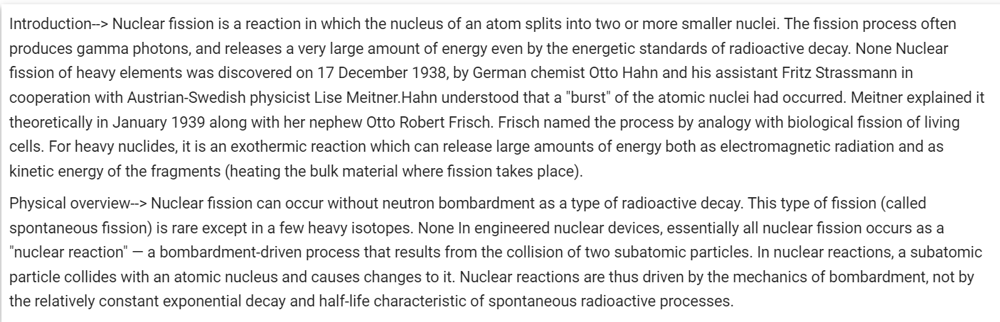 Introduction--> Nuclear fission is a reaction in which the nucleus of an atom splits into two or more smaller nuclei. The fission process often
produces gamma photons, and releases a very large amount of energy even by the energetic standards of radioactive decay. None Nuclear
fission of heavy elements was discovered on 17 December 1938, by German chemist Otto Hahn and his assistant Fritz Strassmann in
cooperation with Austrian-Swedish physicist Lise Meitner.Hahn understood that a "burst" of the atomic nuclei had occurred. Meitner explained it
theoretically in January 1939 along with her nephew Otto Robert Frisch. Frisch named the process by analogy with biological fission of living
cells. For heavy nuclides, it is an exothermic reaction which can release large amounts of energy both as electromagnetic radiation and as
kinetic energy of the fragments (heating the bulk material where fission takes place).
Physical overview--> Nuclear fission can occur without neutron bombardment as a type of radioactive decay. This type of fission (called
spontaneous fission) is rare except in a few heavy isotopes. None In engineered nuclear devices, essentially all nuclear fission occurs as a
"nuclear reaction" — a bombardment-driven process that results from the collision of two subatomic particles. In nuclear reactions, a subatomic
particle collides with an atomic nucleus and causes changes to it. Nuclear reactions are thus driven by the mechanics of bombardment, not by
the relatively constant exponential decay and half-life characteristic of spontaneous radioactive processes.